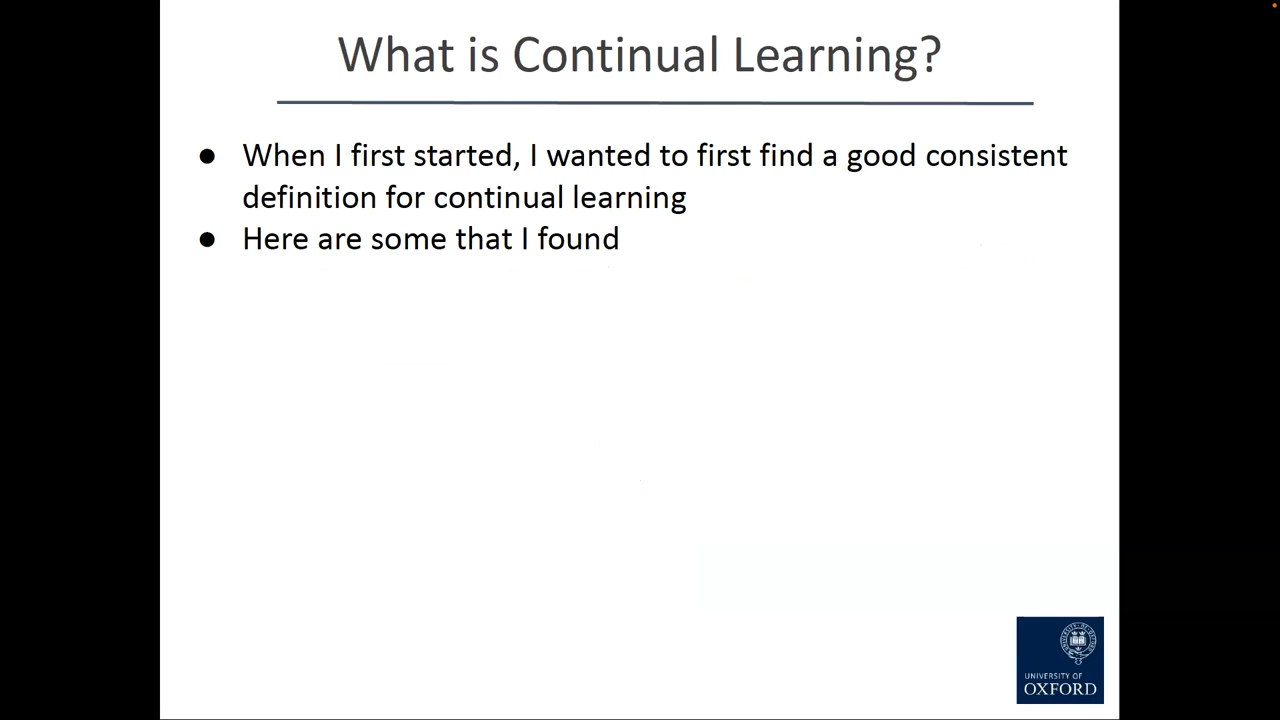 What is Continual Learning?
● When I first started, I wanted to first find a good consistent
definition for continual learning
● Here are some that I found
UNIVERSITY OF
OXFORD